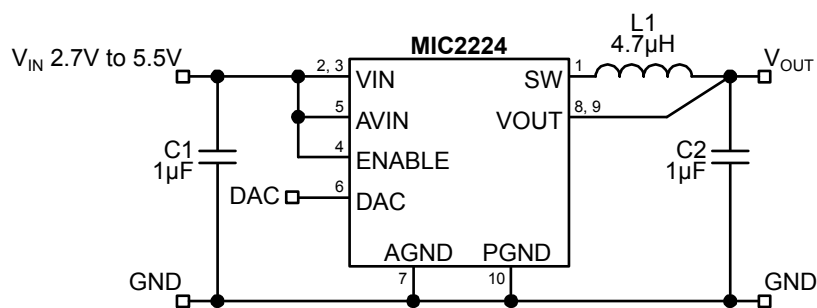 L1
4.7µH
MIC2224
V_IN 2.7V to 5.5V
V_OUT
2, 3
VIN
SW
1
5
AVIN
VOUT
8, 9
4
ENABLE
C1
1µF
C2
1µF
DAC
6
DAC
AGND
PGND
7
10
GND
GND